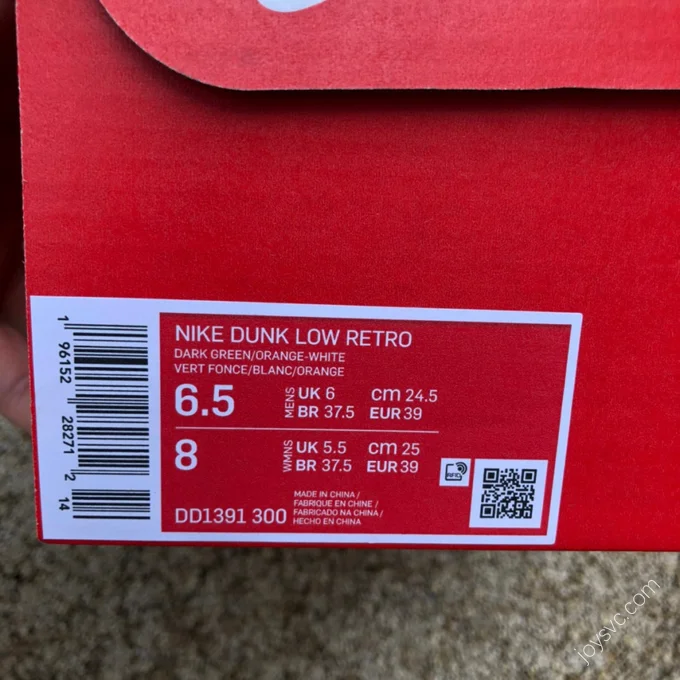 NIKE DUNK LOW RETRO
DARK GREEN/ORANGE-WHITE
VERT FONCE/BLANC/ORANGE
6.5 MENS UK 6 cm 24.5
BR 37.5 EUR 39
8 WMNS UK 5.5 cm 25
BR 37.5 EUR 39
RFID
DD1391 300
MADE IN CHINA /
FABRIQUE EN CHINE /
FABRICADO NA CHINA /
HECHO EN CHINA
1 96152 28271 2 14
joysvc.com